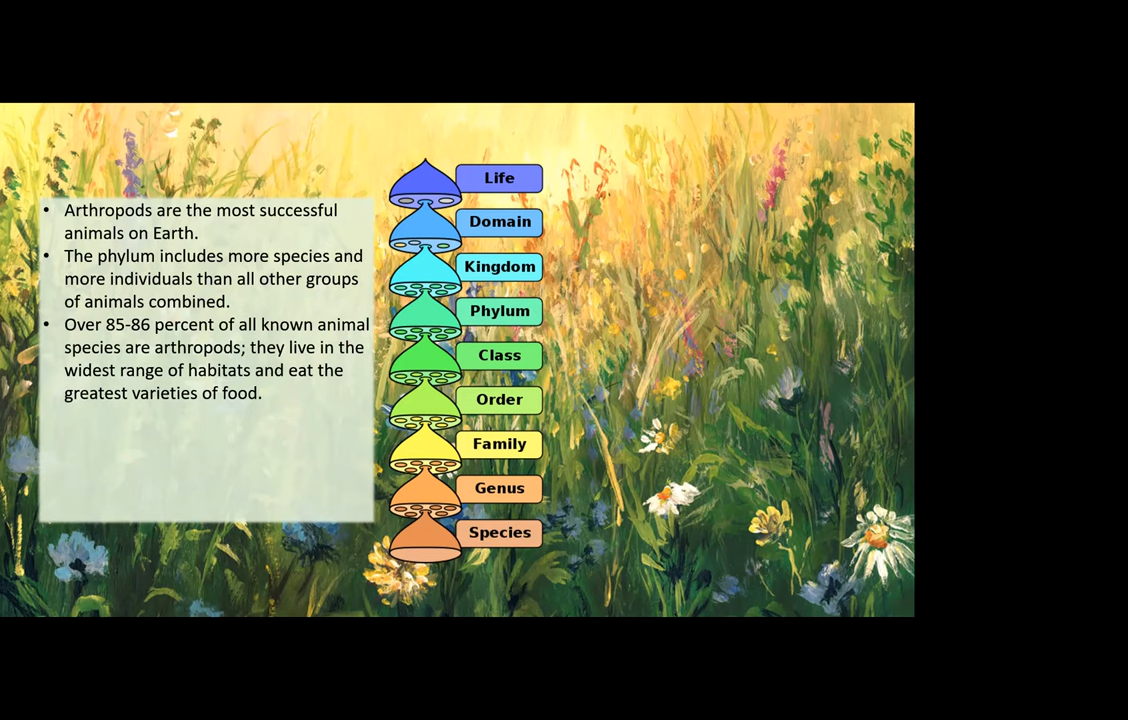 • Arthropods are the most successful
animals on Earth.
• The phylum includes more species and
more individuals than all other groups
of animals combined.
• Over 85-86 percent of all known animal
species are arthropods; they live in the
widest range of habitats and eat the
greatest varieties of food.
Life
Domain
Kingdom
Phylum
Class
Order
Family
Genus
Species